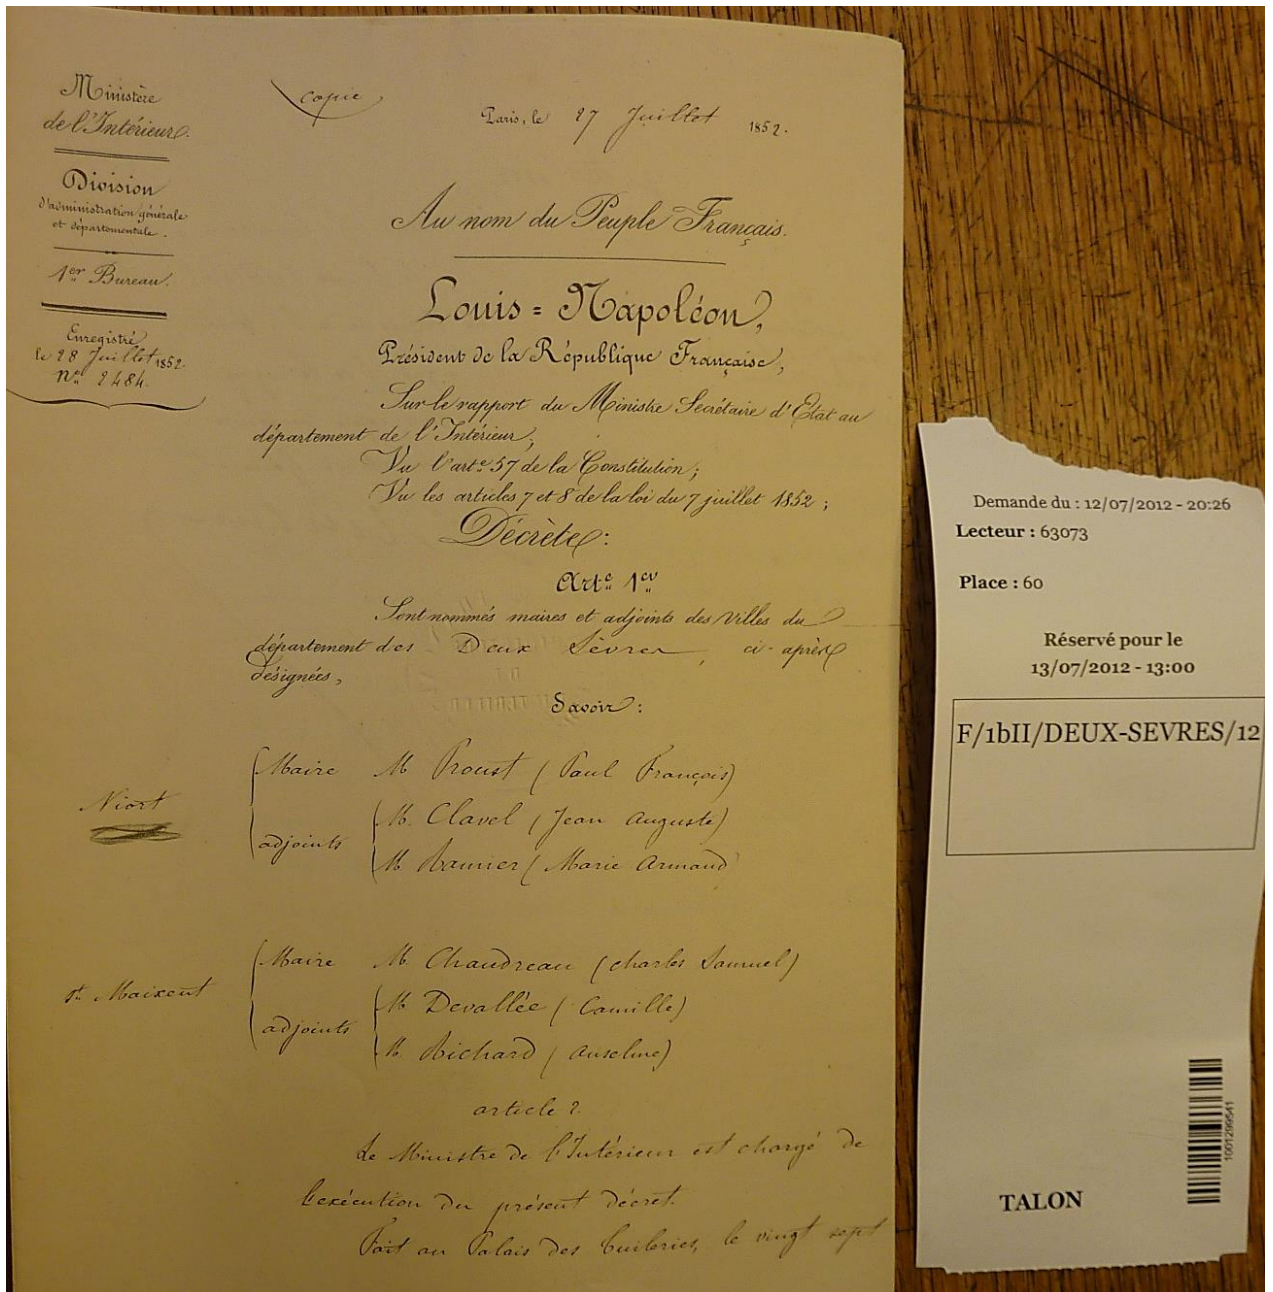 Ministère
de l'Intérieur.
Division
d'administration générale
et départementale.
1er Bureau.
Enregistré
le 28 Juillet 1852.
No. 2484.
Copie
Paris, le 27 Juillet 1852.
Au nom du Peuple Français.
Louis=Napoléon,
Président de la République Française,
Sur le rapport du Ministre Secrétaire d'Etat au
département de l'Intérieur,
Vu l'arte 57 de la Constitution;
Vu les articles 7 et 8 de la loi du 7 juillet 1852;
Décrète:
Arte 1er
Sont nommés maires et adjoints des Villes du
département des Deux Sèvres, ci-après
désignées,
Savoir:
Niort
Maire M. Proust (Paul François)
adjoints
M. Clavel (Jean Auguste)
M. (Marie Armand
St. Maixent
Maire M. Chaudreau (Charles Samuel)
adjoints
M. Devallée (Camille)
M. Richard (Anselme)
article 2.
Le Ministre de l'Intérieur est chargé de
l'exécution du présent décret.
Fait au Palais des Tuileries, le vingt sept
Demande du : 12/07/2012 - 20:26
Lecteur : 63073
Place : 60
Réservé pour le
13/07/2012 - 13:00
F/1bII/DEUX-SEVRES/12
TALON